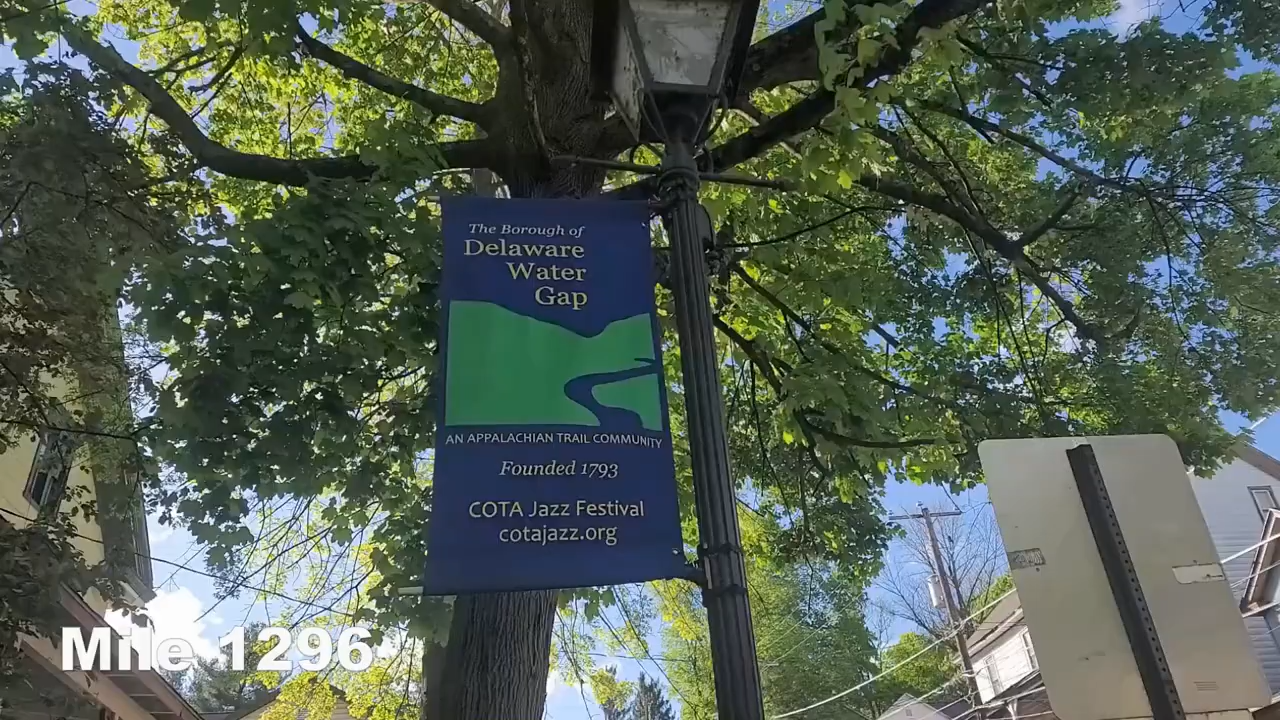 The Borough of
Delaware
Water
Gap
AN APPALACHIAN TRAIL COMMUNITY
Founded 1793
COTA Jazz Festival
cotajazz.org
Mile 1296